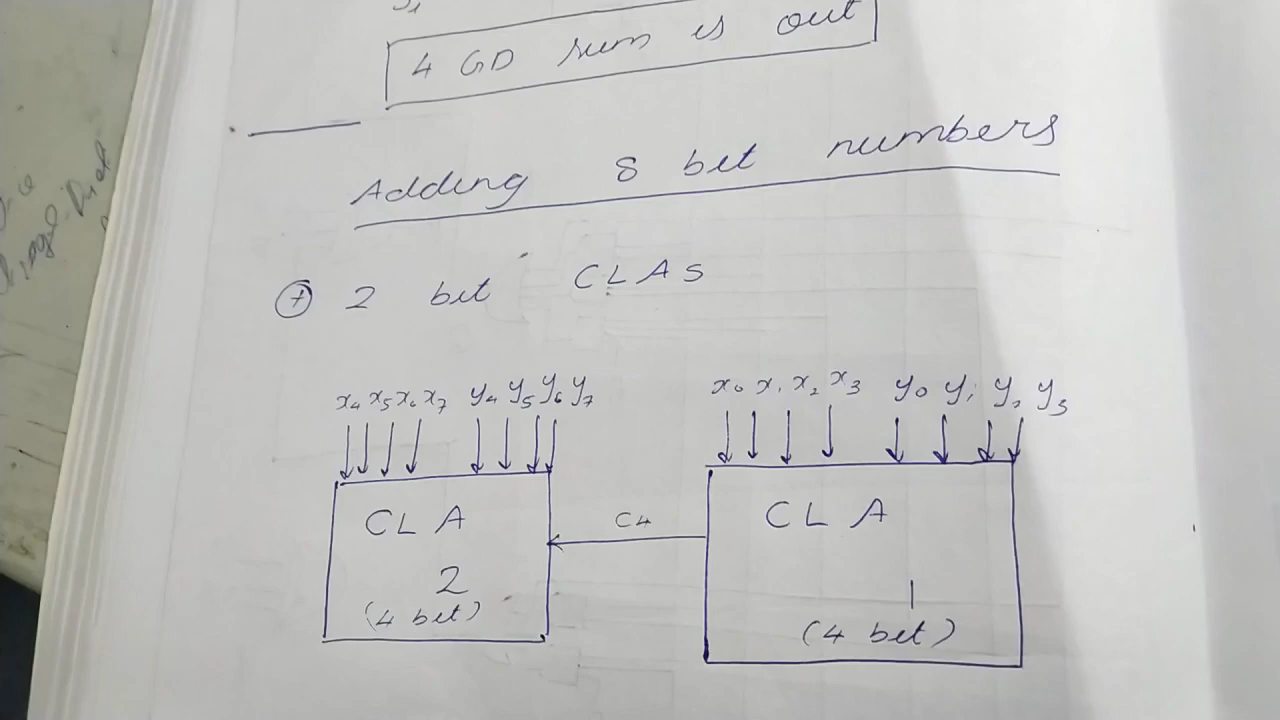 4 GD sum is out
Adding 8 bit numbers
+ 2 bit CLAS
x4 x5 x6 x7 y4 y5 y6 y7 x0 x1 x2 x3 y0 y1 y2 y3
CLA C4 CLA
2 1
(4 bit) (4 bit)